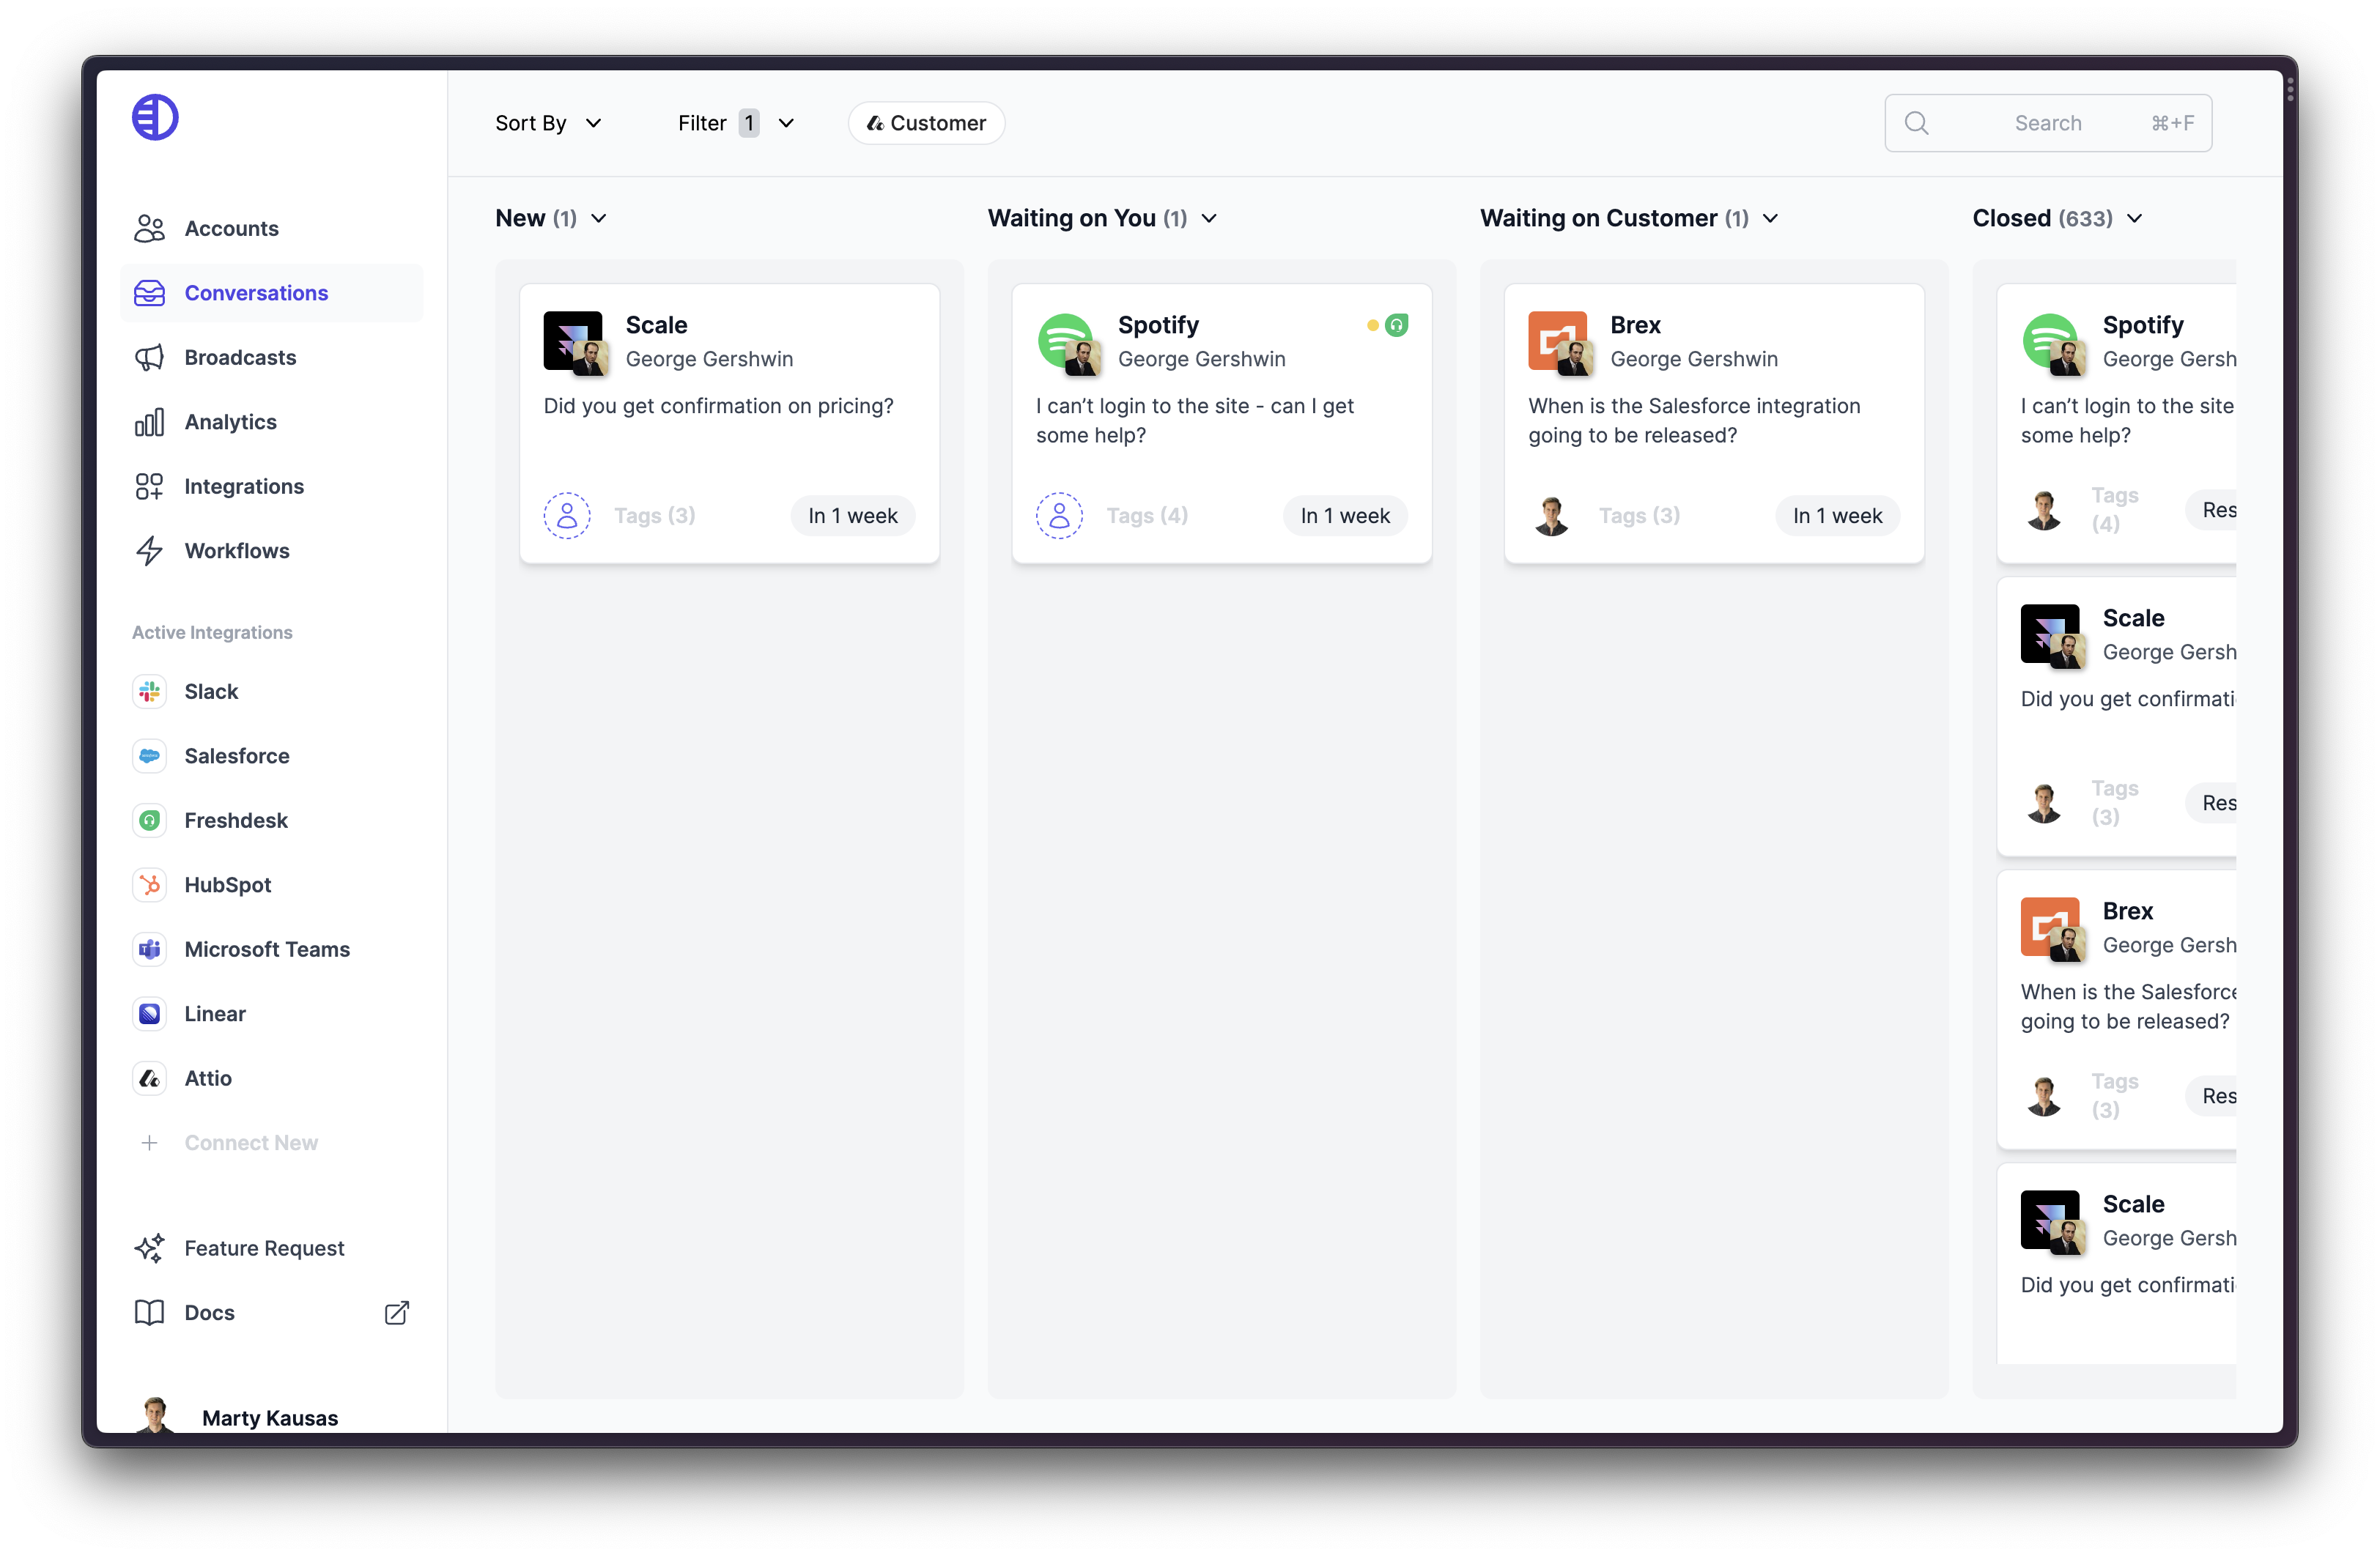 Sort By
Filter 1
Customer
Search ⌘+F
Accounts
Conversations
Broadcasts
Analytics
Integrations
Workflows
Active Integrations
Slack
Salesforce
Freshdesk
HubSpot
Microsoft Teams
Linear
Attio
Connect New
Feature Request
Docs
Marty Kausas
New (1)
Scale
George Gershwin
Did you get confirmation on pricing?
Tags (3)
In 1 week
Waiting on You (1)
Spotify
George Gershwin
I can’t login to the site - can I get
some help?
Tags (4)
In 1 week
Waiting on Customer (1)
Brex
George Gershwin
When is the Salesforce integration
going to be released?
Tags (3)
In 1 week
Closed (633)
Spotify
George Gersh
I can’t login to the site
some help?
Tags
(4)
Res
Scale
George Gersh
Did you get confirmati
Tags
(3)
Res
Brex
George Gersh
When is the Salesforce
going to be released?
Tags
(3)
Res
Scale
George Gersh
Did you get confirmati